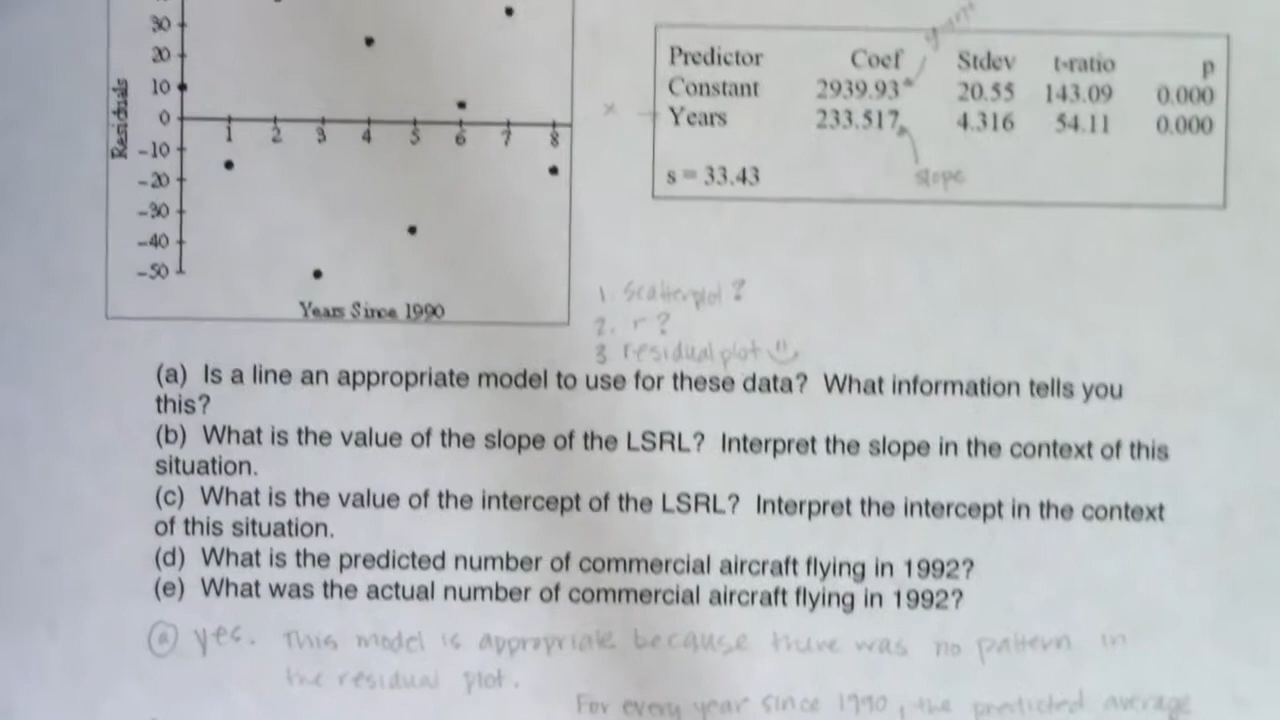 30
20
10
0
-10
-20
-30
-40
-50
Residuals
1 2 3 4 5 6 7 8
Years Since 1990
Predictor Coef Stdev t-ratio p
Constant 2939.93 20.55 143.09 0.000
Years 233.517 4.316 54.11 0.000
s = 33.43
slope
x
1. Scatterplot?
2. r?
3. residual plot
(a) Is a line an appropriate model to use for these data? What information tells you
this?
(b) What is the value of the slope of the LSRL? Interpret the slope in the context of this
situation.
(c) What is the value of the intercept of the LSRL? Interpret the intercept in the context
of this situation.
(d) What is the predicted number of commercial aircraft flying in 1992?
(e) What was the actual number of commercial aircraft flying in 1992?
(a) yes. This model is appropriate because there was no pattern in
the residual plot.
For every year since 1990, the predicted average